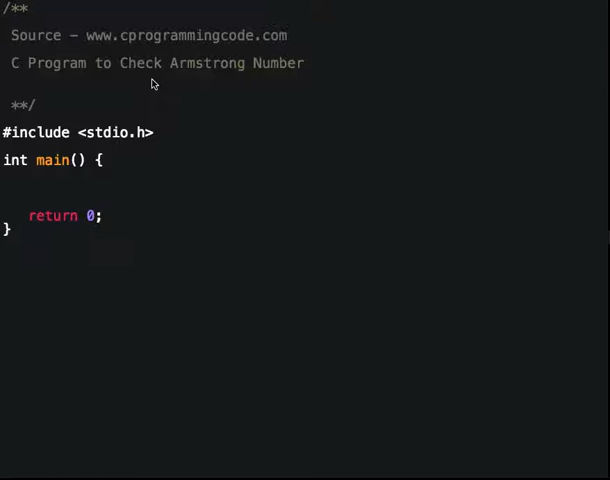 /**
Source – www.cprogrammingcode.com
C Program to Check Armstrong Number
**/
#include <stdio.h>
int main() {
return 0;
}